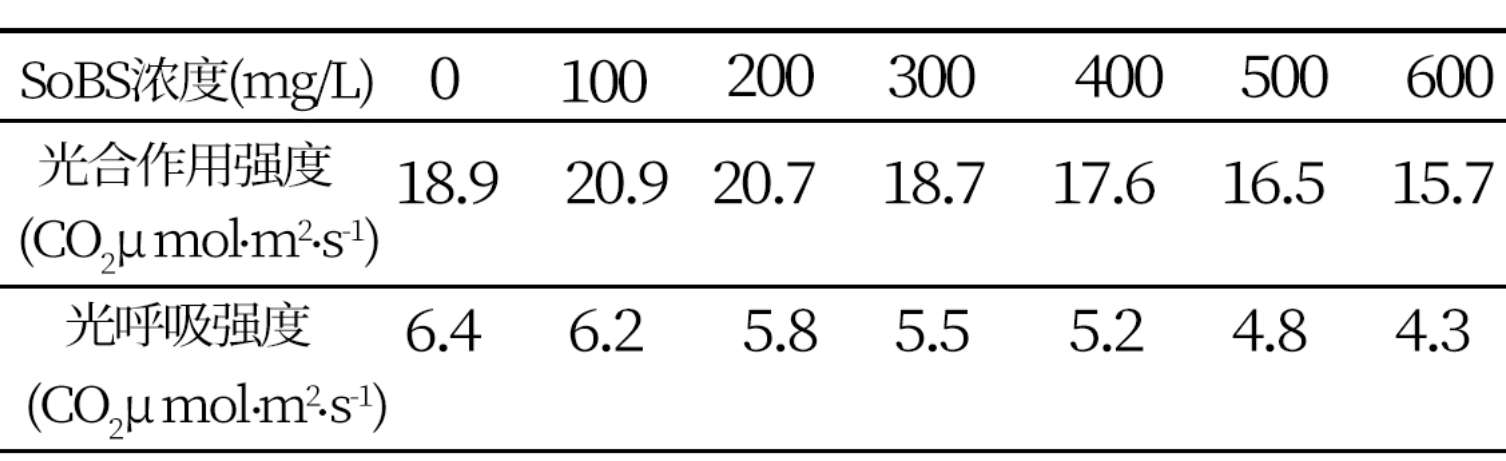 SoBS浓度(mg/L) 0 100 200 300 400 500 600
光合作用强度 18.9 20.9 20.7 18.7 17.6 16.5 15.7
(CO₂μmol·m²·s⁻¹)
光呼吸强度 6.4 6.2 5.8 5.5 5.2 4.8 4.3
(CO₂μmol·m²·s⁻¹)